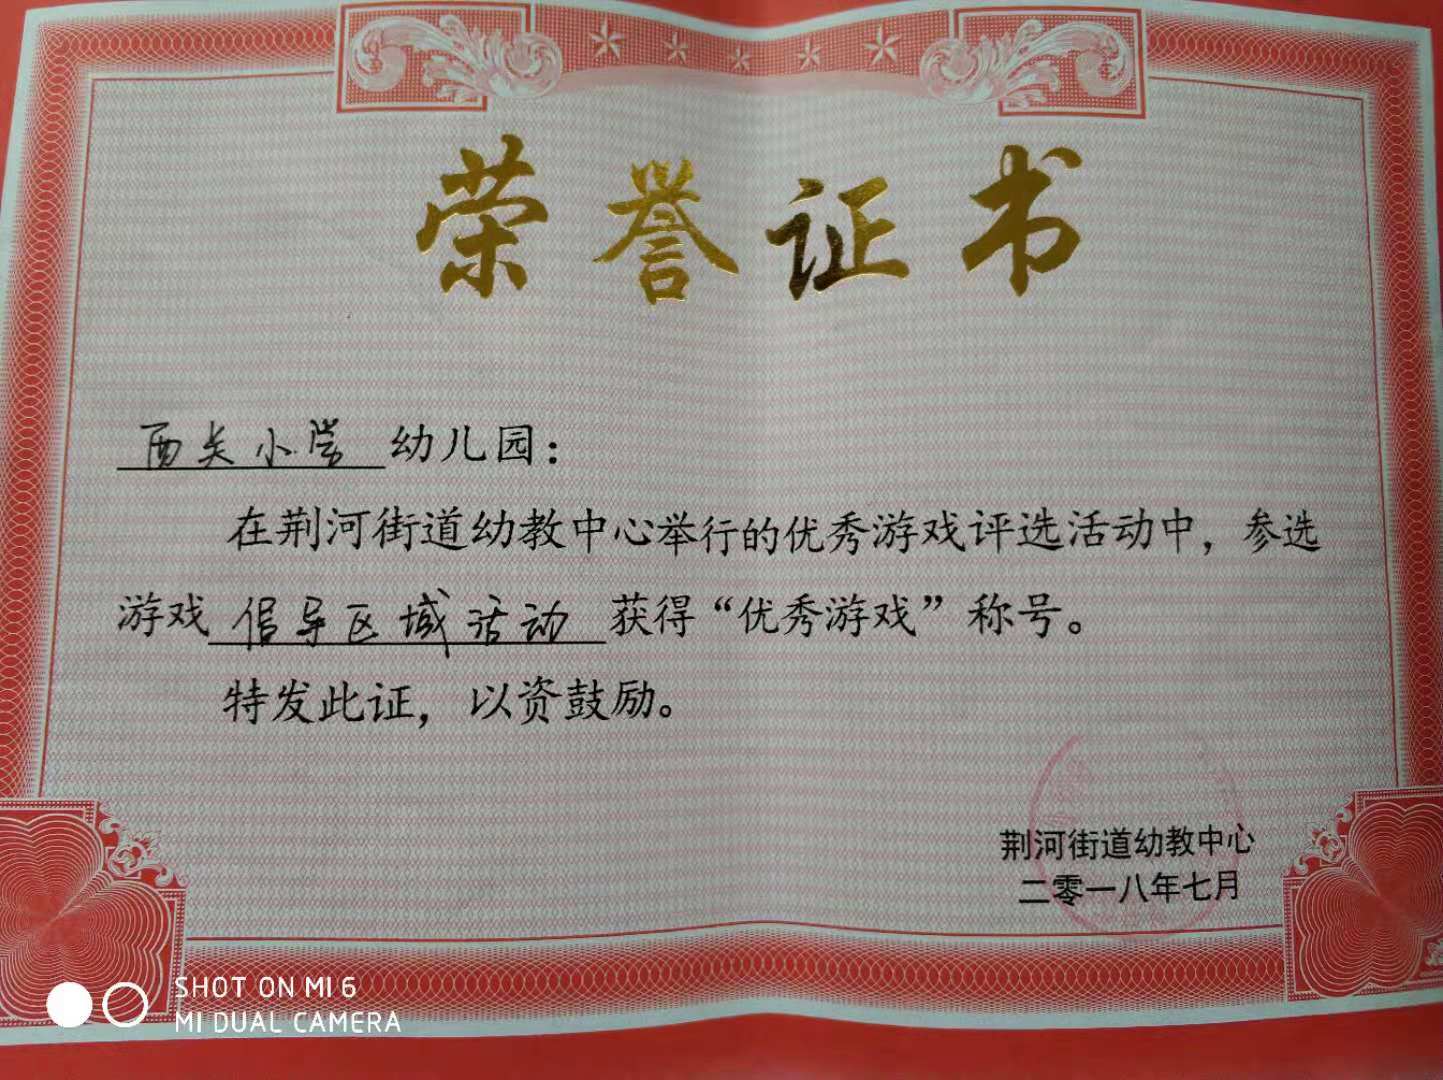 荣誉证书
西关小学幼儿园：
在荆河街道幼教中心举行的优秀游戏评选活动中，参选
游戏倡导区域活动获得“优秀游戏”称号。
特发此证，以资鼓励。
荆河街道幼教中心
二零一八年七月
SHOT ON MI 6
MI DUAL CAMERA